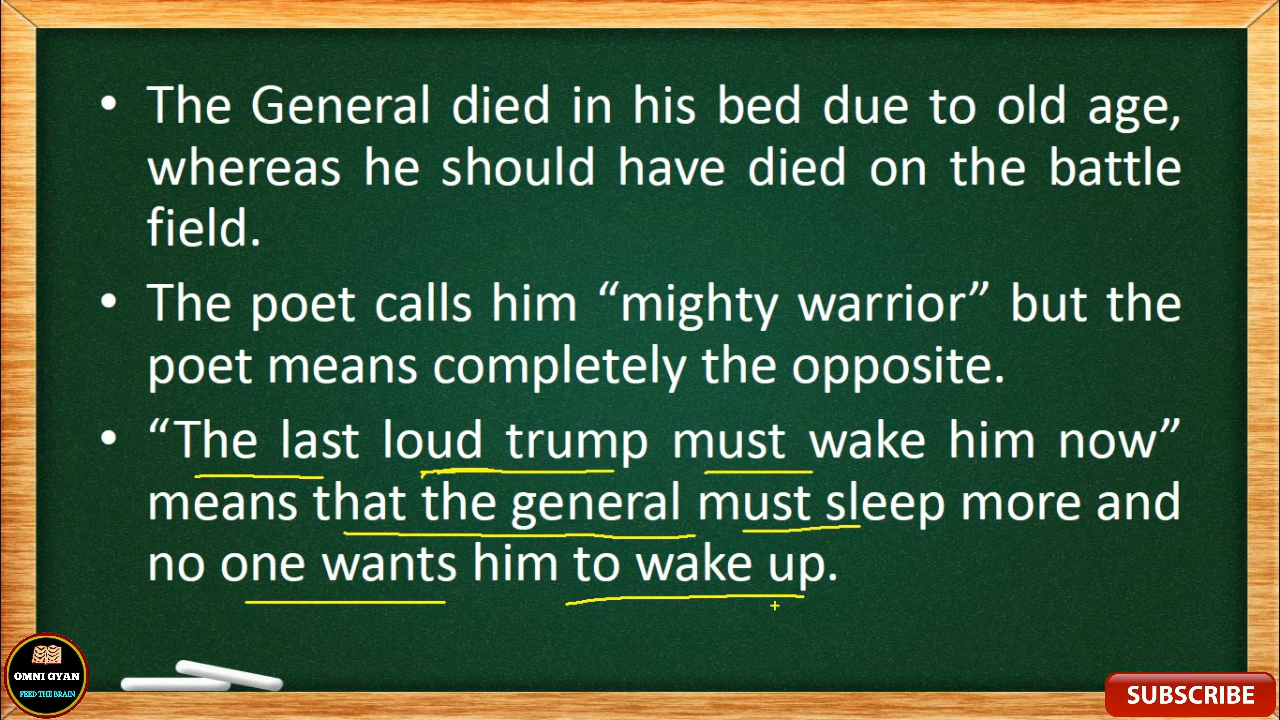 • The General died in his bed due to old age,
whereas he should have died on the battle
field.
• The poet calls him “mighty warrior” but the
poet means completely the opposite.
• “The last loud trump must wake him now”
means that the general must sleep more and
no one wants him to wake up.
OMNI GYAN
FEED THE BRAIN
SUBSCRIBE